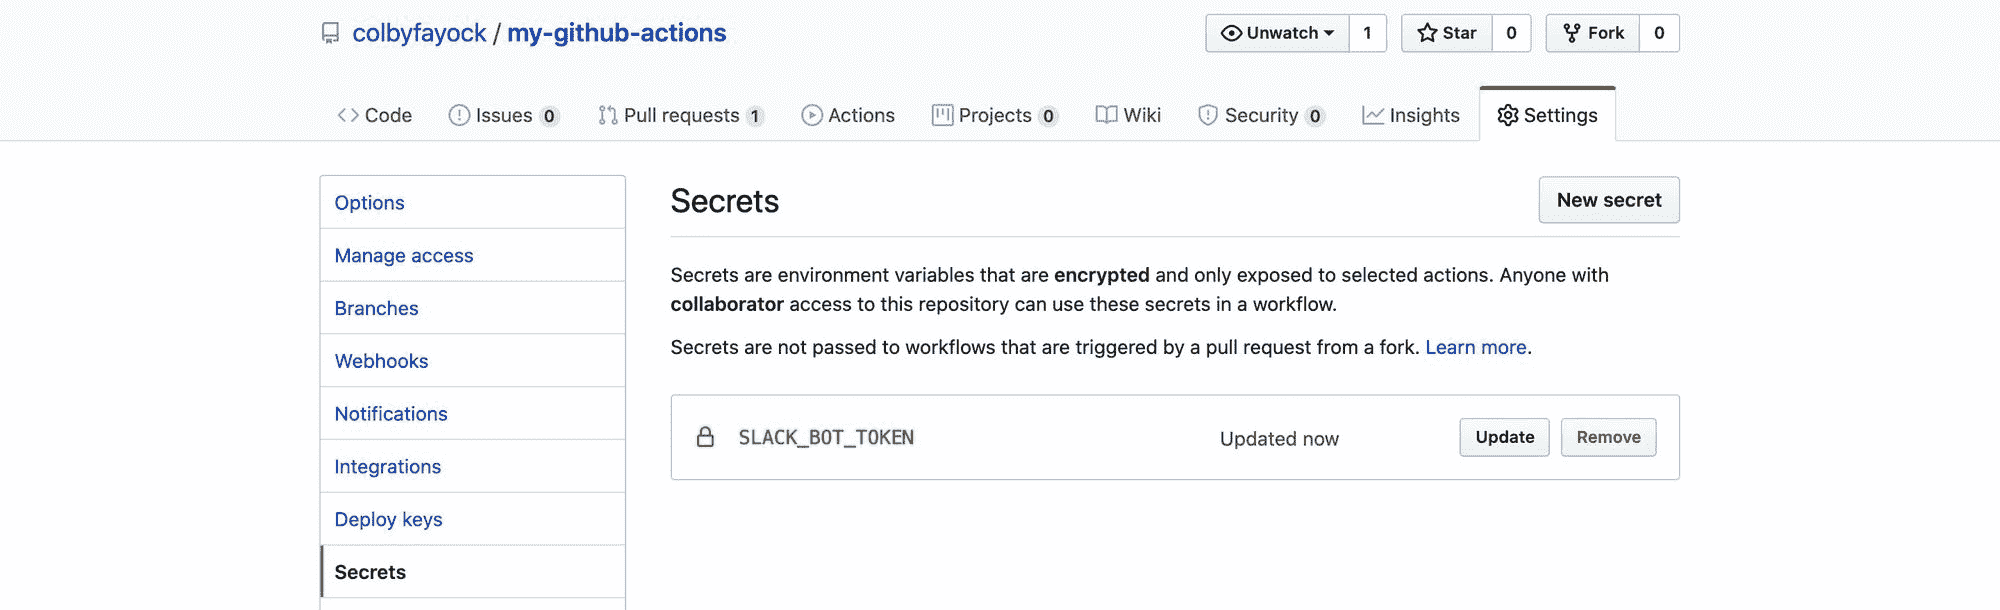 colbyfayock / my-github-actions
Unwatch 1 Star 0 Fork 0
Code Issues 0 Pull requests 1 Actions Projects 0 Wiki Security 0 Insights Settings
Options
Manage access
Branches
Webhooks
Notifications
Integrations
Deploy keys
Secrets
Secrets
New secret
Secrets are environment variables that are encrypted and only exposed to selected actions. Anyone with
collaborator access to this repository can use these secrets in a workflow.
Secrets are not passed to workflows that are triggered by a pull request from a fork. Learn more.
SLACK_BOT_TOKEN Updated now Update Remove